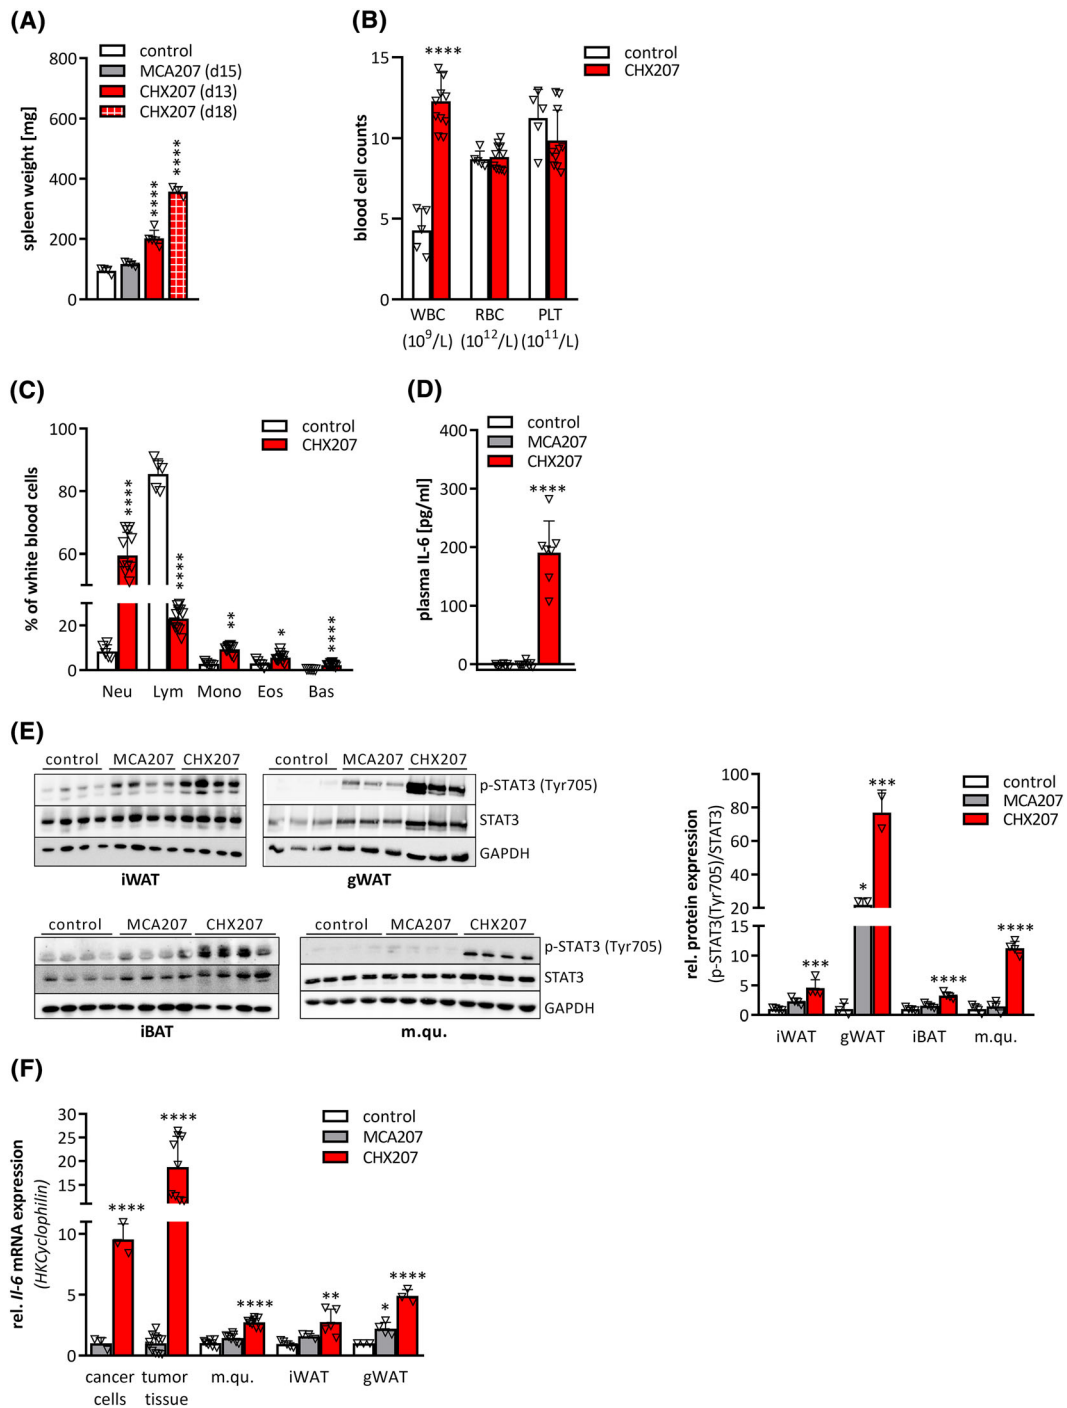 (A)
control
MCA207 (d15)
CHX207 (d13)
CHX207 (d18)
spleen weight [mg]
800
600
400
200
0
****
****
(B)
control
CHX207
blood cell counts
15
10
5
0
****
WBC RBC PLT
(10⁹/L) (10¹²/L) (10¹¹/L)
(C)
control
CHX207
% of white blood cells
100
80
60
20
0
****
****
**
*
****
Neu Lym Mono Eos Bas
(D)
control
MCA207
CHX207
plasma IL-6 [pg/ml]
400
300
200
100
0
****
(E)
control MCA207 CHX207
control MCA207 CHX207
p-STAT3 (Tyr705)
STAT3
GAPDH
iWAT
gWAT
control MCA207 CHX207
control MCA207 CHX207
p-STAT3 (Tyr705)
STAT3
GAPDH
iBAT
m.qu.
control
MCA207
CHX207
rel. protein expression
(p-STAT3(Tyr705)/STAT3)
100
80
60
40
20
15
10
5
0
***
*
***
****
****
iWAT gWAT iBAT m.qu.
(F)
control
MCA207
CHX207
rel. Il-6 mRNA expression
(HKCyclophilin)
30
25
20
15
10
5
0
****
****
****
**
*
****
cancer tumor m.qu. iWAT gWAT
cells tissue